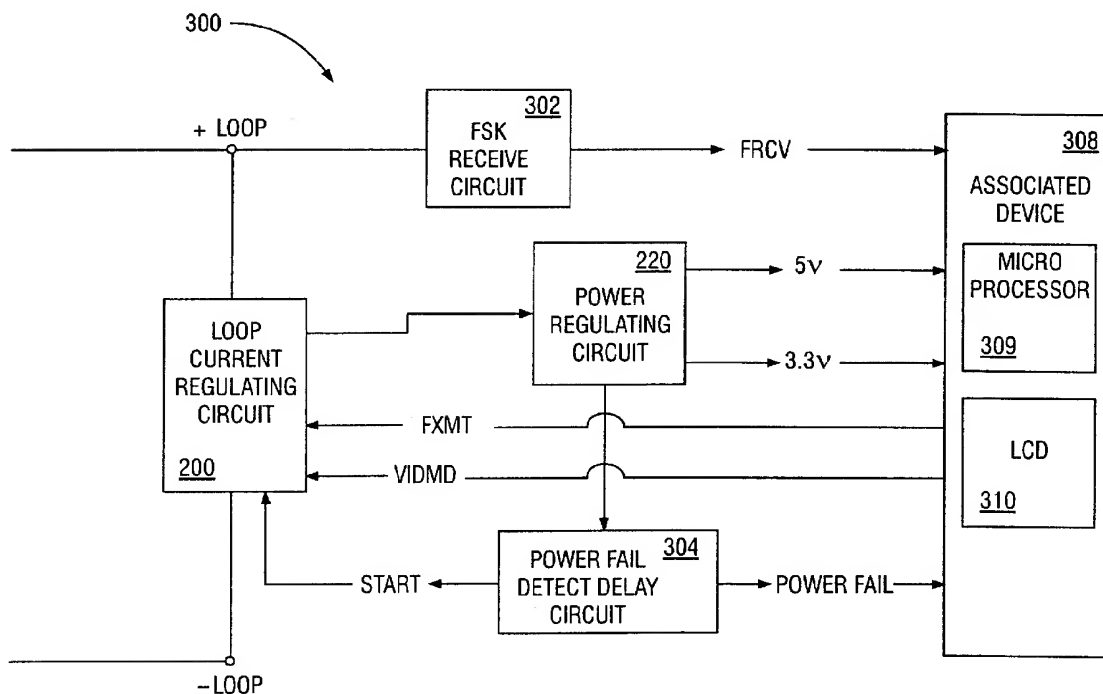 300
+ LOOP
302
FSK
RECEIVE
CIRCUIT
FRCV
308
ASSOCIATED
DEVICE
MICRO
PROCESSOR
309
LCD
310
220
POWER
REGULATING
CIRCUIT
5v
3.3v
LOOP
CURRENT
REGULATING
CIRCUIT
200
FXMT
VIDMD
START
304
POWER FAIL
DETECT DELAY
CIRCUIT
POWER FAIL
−LOOP